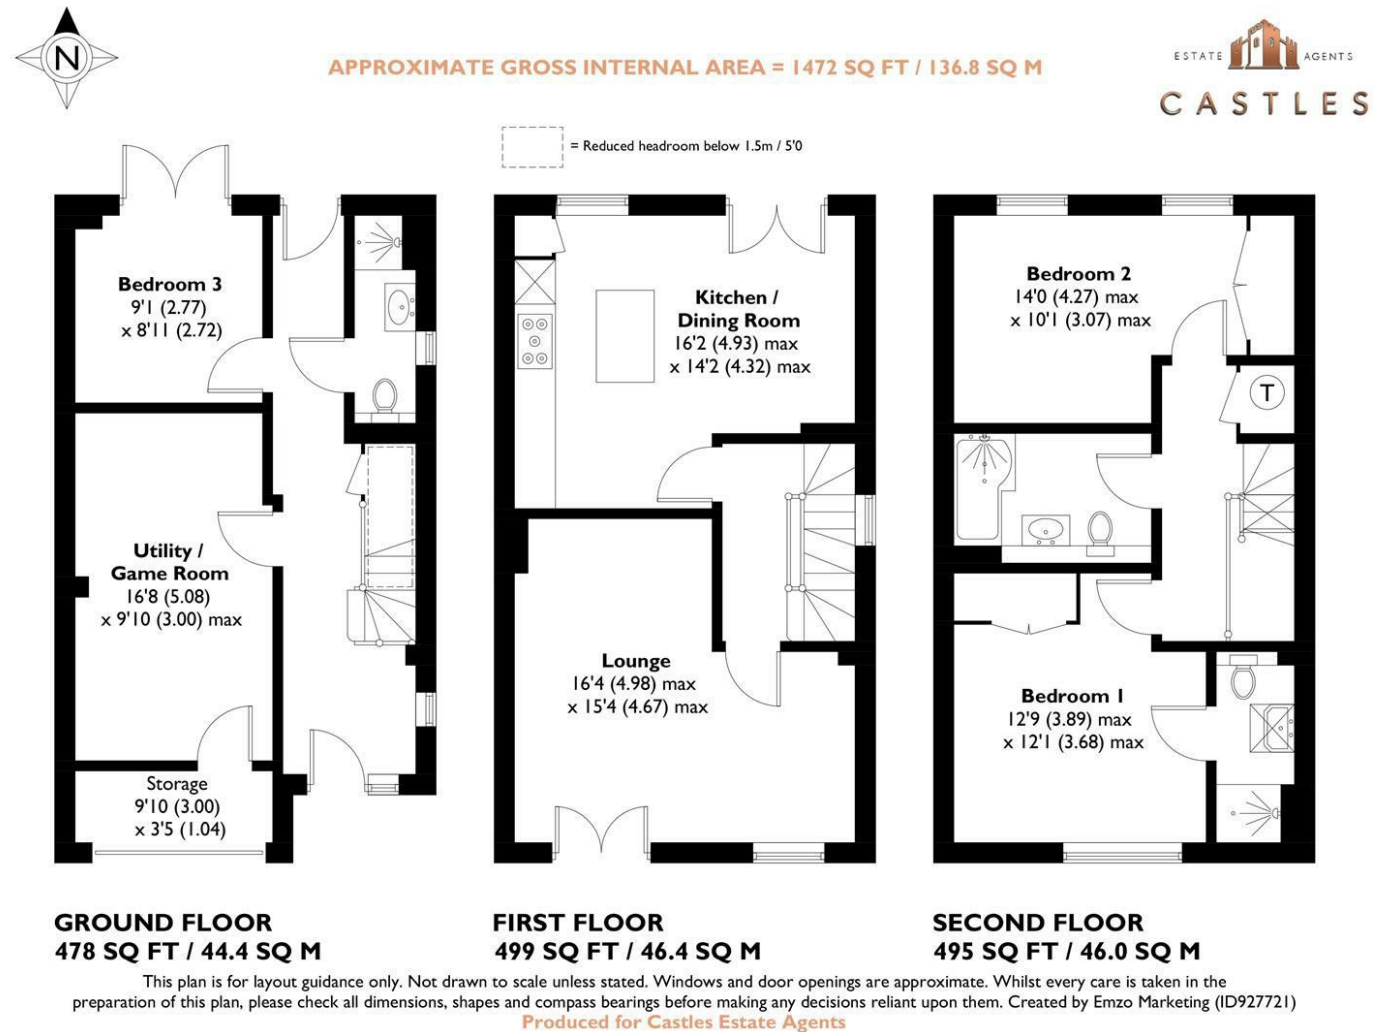 N
APPROXIMATE GROSS INTERNAL AREA = 1472 SQ FT / 136.8 SQ M
ESTATE AGENTS
CASTLES
= Reduced headroom below 1.5m / 5'0
Bedroom 3
9'1 (2.77)
x 8'11 (2.72)
Utility /
Game Room
16'8 (5.08)
x 9'10 (3.00) max
Storage
9'10 (3.00)
x 3'5 (1.04)
Kitchen /
Dining Room
16'2 (4.93) max
x 14'2 (4.32) max
Lounge
16'4 (4.98) max
x 15'4 (4.67) max
Bedroom 2
14'0 (4.27) max
x 10'1 (3.07) max
T
Bedroom 1
12'9 (3.89) max
x 12'1 (3.68) max
GROUND FLOOR
478 SQ FT / 44.4 SQ M
FIRST FLOOR
499 SQ FT / 46.4 SQ M
SECOND FLOOR
495 SQ FT / 46.0 SQ M
This plan is for layout guidance only. Not drawn to scale unless stated. Windows and door openings are approximate. Whilst every care is taken in the
preparation of this plan, please check all dimensions, shapes and compass bearings before making any decisions reliant upon them. Created by Emzo Marketing (ID927721)
Produced for Castles Estate Agents